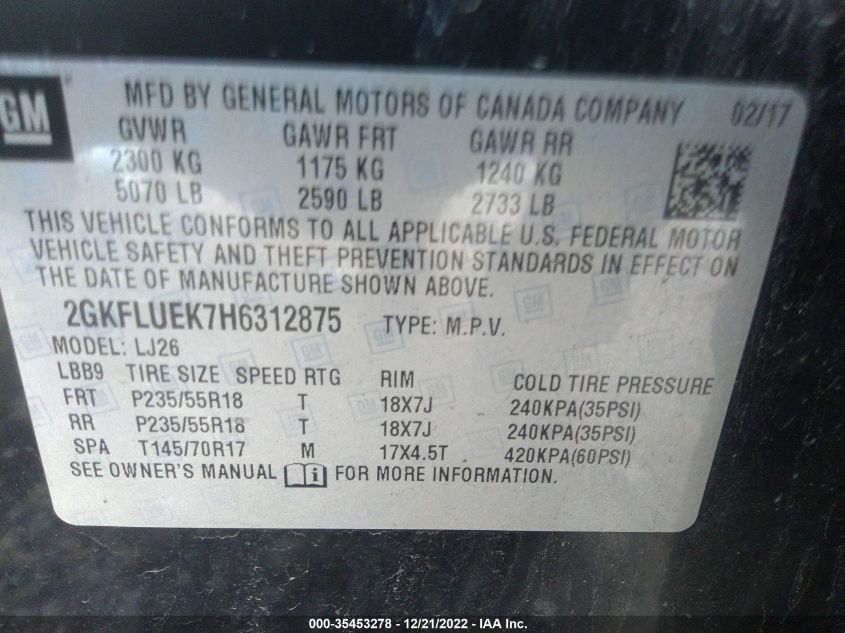 GM MFD BY GENERAL MOTORS OF CANADA COMPANY 02/17
GVWR GAWR FRT GAWR RR
2300 KG 1175 KG 1240 KG
5070 LB 2590 LB 2733 LB
THIS VEHICLE CONFORMS TO ALL APPLICABLE U.S. FEDERAL MOTOR
VEHICLE SAFETY AND THEFT PREVENTION STANDARDS IN EFFECT ON
THE DATE OF MANUFACTURE SHOWN ABOVE.
2GKFLUEK7H6312875 TYPE: M.P.V.
MODEL: LJ26
LBB9 TIRE SIZE SPEED RTG RIM COLD TIRE PRESSURE
FRT P235/55R18 T 18X7J 240KPA(35PSI)
RR P235/55R18 T 18X7J 240KPA(35PSI)
SPA T145/70R17 M 17X4.5T 420KPA(60PSI)
SEE OWNER'S MANUAL i FOR MORE INFORMATION.
000-35453278 - 12/21/2022 - IAA Inc.